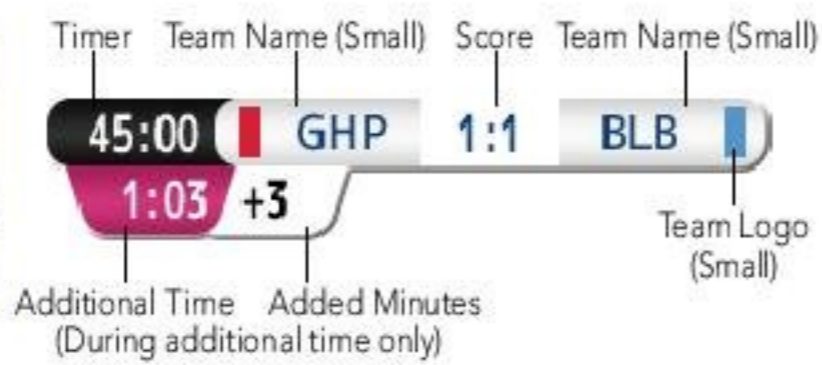 Timer Team Name (Small) Score Team Name (Small)
45:00 GHP 1:1 BLB
1:03 +3
Team Logo
(Small)
Additional Time Added Minutes
(During additional time only)